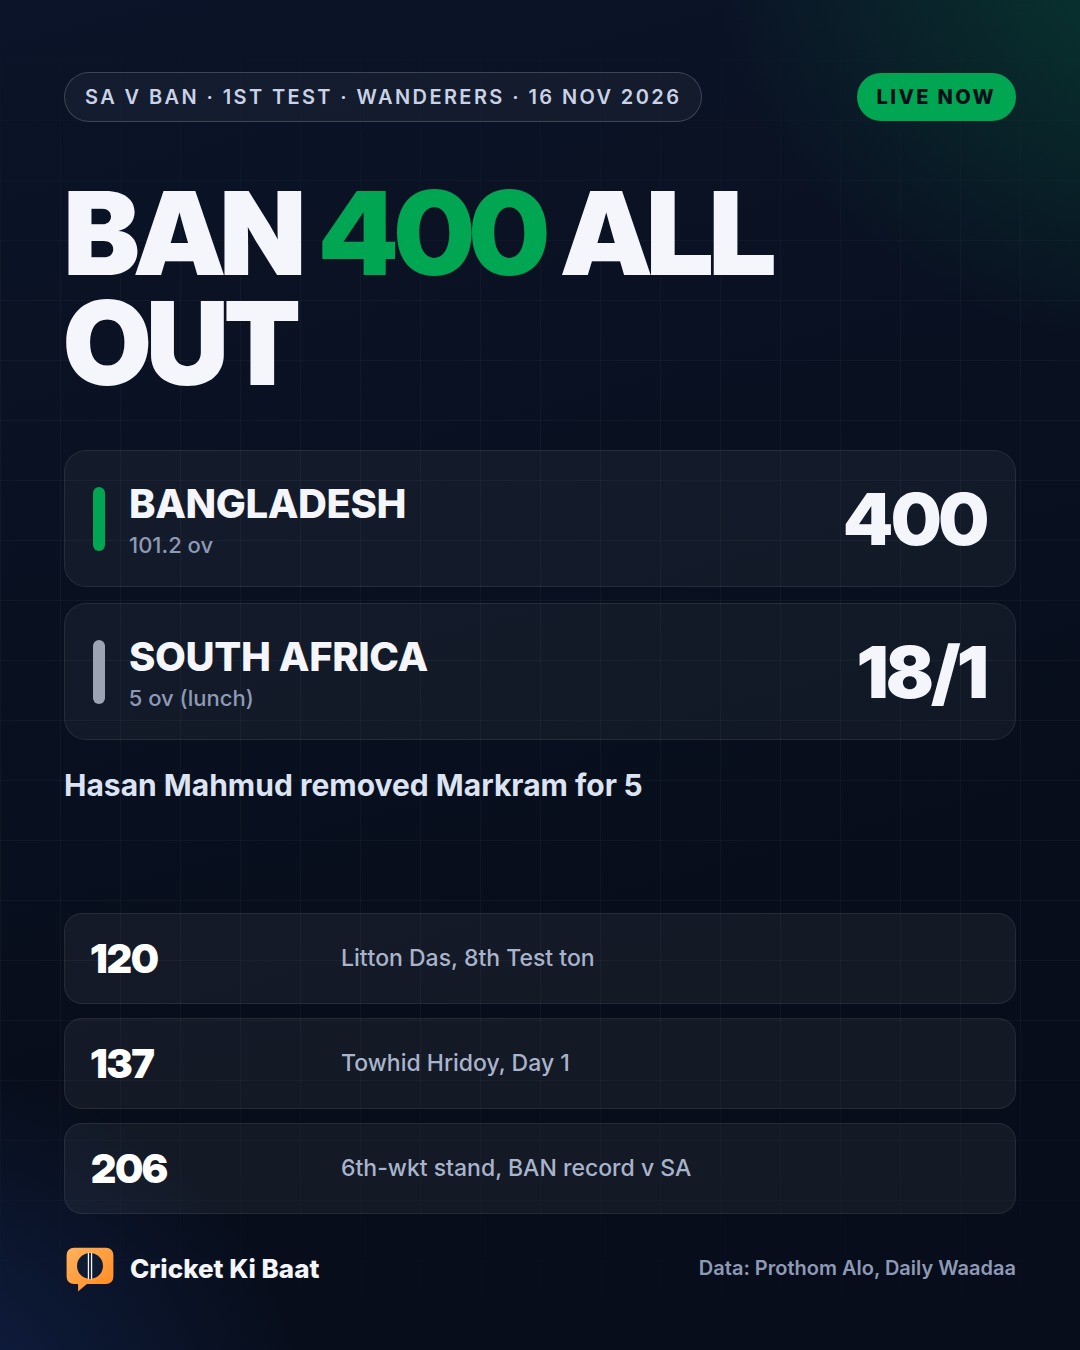 SA V BAN · 1ST TEST · WANDERERS · 16 NOV 2026
LIVE NOW
BAN 400 ALL
OUT
BANGLADESH
101.2 ov
400
SOUTH AFRICA
5 ov (lunch)
18/1
Hasan Mahmud removed Markram for 5
120
Litton Das, 8th Test ton
137
Towhid Hridoy, Day 1
206
6th-wkt stand, BAN record v SA
Cricket Ki Baat
Data: Prothom Alo, Daily Waadaa